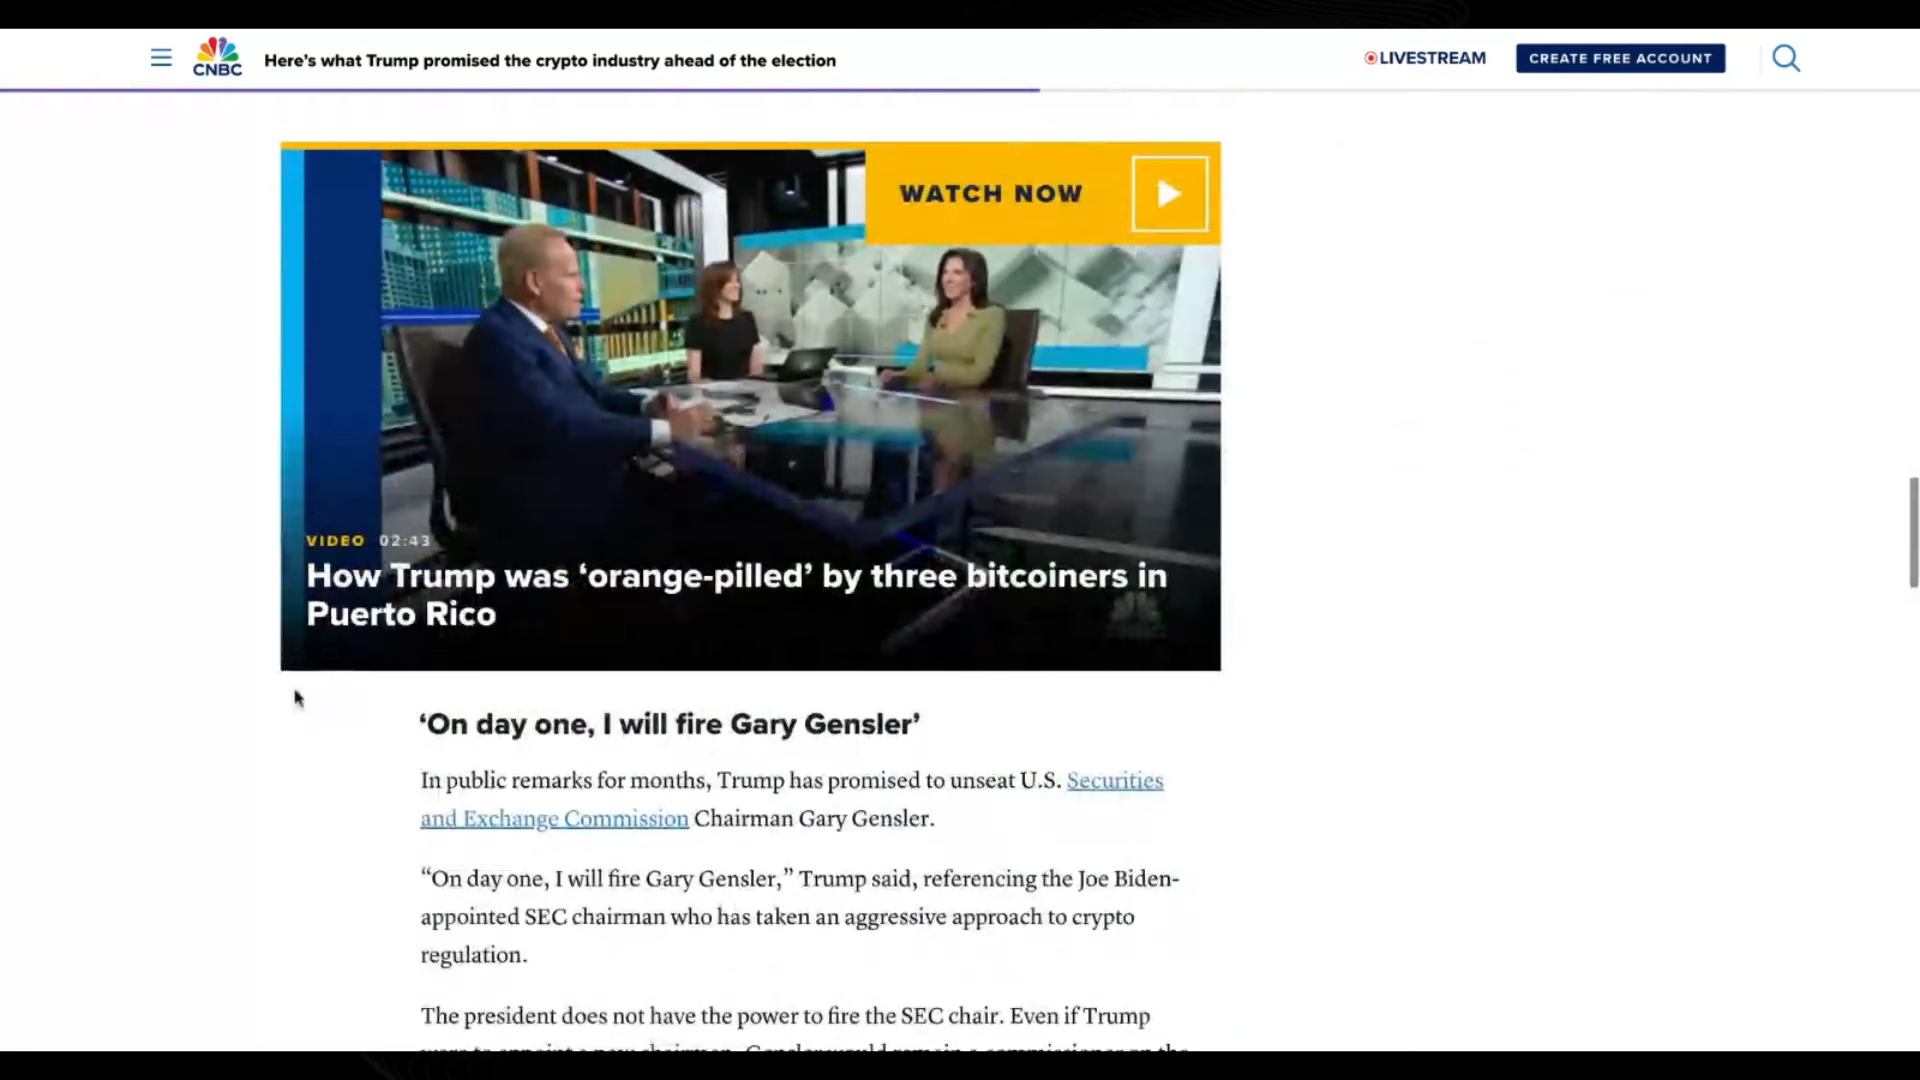 CNBC
Here's what Trump promised the crypto industry ahead of the election
LIVESTREAM
CREATE FREE ACCOUNT
WATCH NOW
VIDEO 02:43
How Trump was ‘orange-pilled’ by three bitcoiners in
Puerto Rico
‘On day one, I will fire Gary Gensler’
In public remarks for months, Trump has promised to unseat U.S. Securities
and Exchange Commission Chairman Gary Gensler.
“On day one, I will fire Gary Gensler,” Trump said, referencing the Joe Biden-
appointed SEC chairman who has taken an aggressive approach to crypto
regulation.
The president does not have the power to fire the SEC chair. Even if Trump